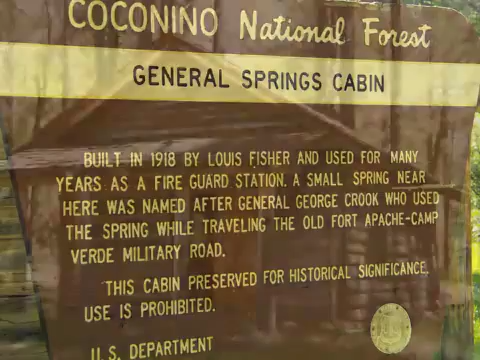 COCONINO National Forest
GENERAL SPRINGS CABIN
BUILT IN 1918 BY LOUIS FISHER AND USED FOR MANY
YEARS AS A FIRE GUARD STATION. A SMALL SPRING NEAR
HERE WAS NAMED AFTER GENERAL GEORGE CROOK WHO USED
THE SPRING WHILE TRAVELING THE OLD FORT APACHE-CAMP
VERDE MILITARY ROAD.
THIS CABIN PRESERVED FOR HISTORICAL SIGNIFICANCE.
USE IS PROHIBITED.
U.S. DEPARTMENT